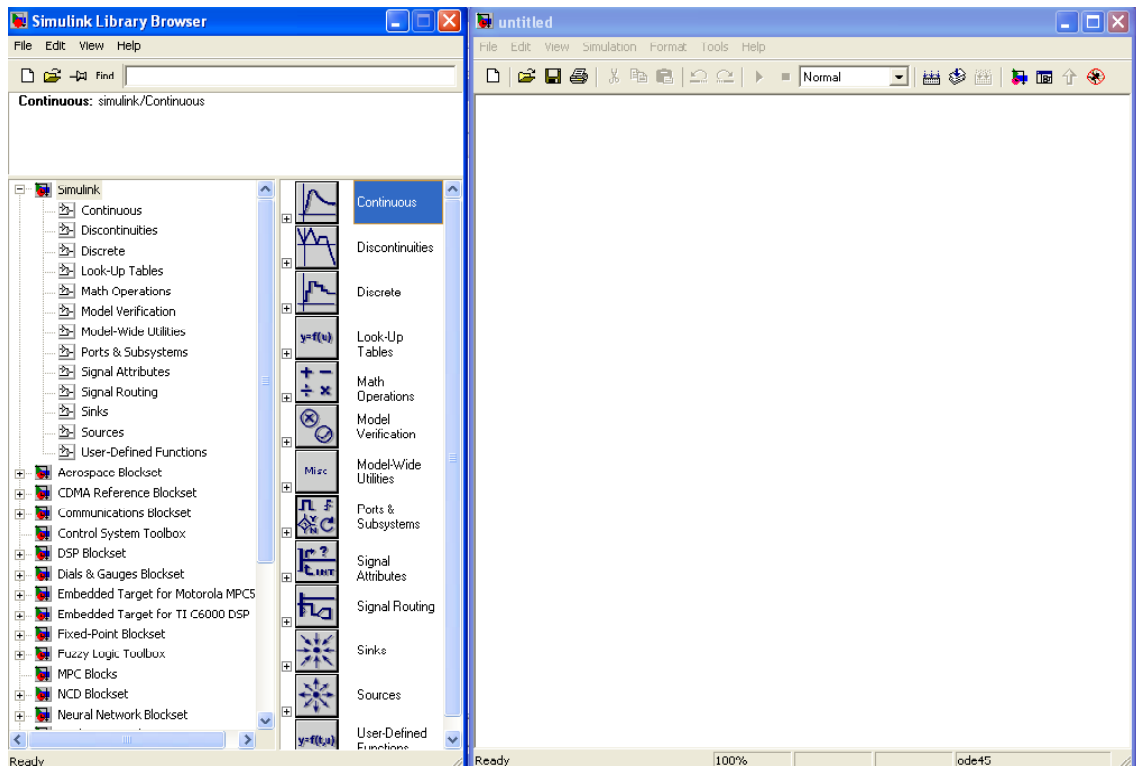 Simulink Library Browser
File Edit View Help
Find
Continuous: simulink/Continuous
Simulink
Continuous
Discontinuities
Discrete
Look-Up Tables
Math Operations
Model Verification
Model-Wide Utilities
Ports & Subsystems
Signal Attributes
Signal Routing
Sinks
Sources
User-Defined Functions
Aerospace Blockset
CDMA Reference Blockset
Communications Blockset
Control System Toolbox
DSP Blockset
Dials & Gauges Blockset
Embedded Target for Motorola MPC5
Embedded Target for TI C6000 DSP
Fixed-Point Blockset
Fuzzy Logic Toolbox
MPC Blocks
NCD Blockset
Neural Network Blockset
Continuous
Discontinuities
Discrete
y=f(u)
Look-Up
Tables
+ −
÷ ×
Math
Operations
Model
Verification
Misc
Model-Wide
Utilities
Y
N
Ports &
Subsystems
?
INT
Signal
Attributes
Signal Routing
Sinks
Sources
y=f(t,u)
User-Defined
Functions
Ready
untitled
File Edit View Simulation Format Tools Help
Normal
Ready 100% ode45